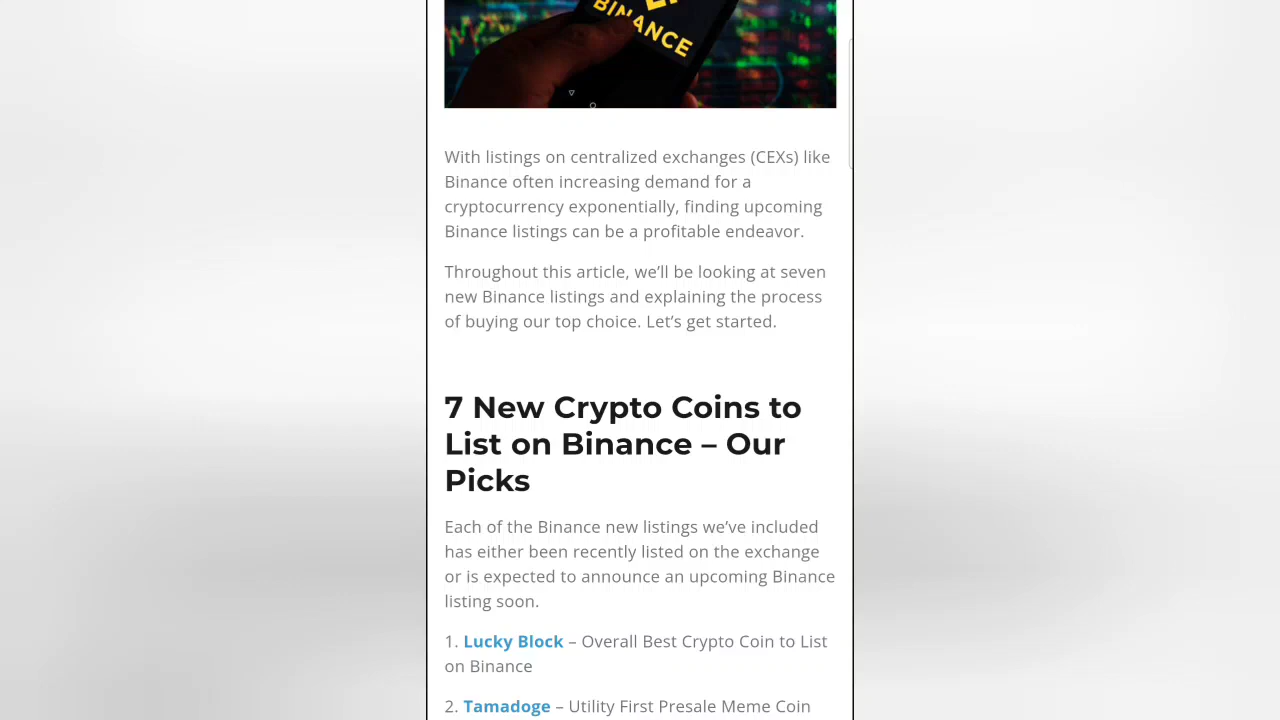 BINANCE
With listings on centralized exchanges (CEXs) like
Binance often increasing demand for a
cryptocurrency exponentially, finding upcoming
Binance listings can be a profitable endeavor.
Throughout this article, we’ll be looking at seven
new Binance listings and explaining the process
of buying our top choice. Let’s get started.
7 New Crypto Coins to
List on Binance – Our
Picks
Each of the Binance new listings we’ve included
has either been recently listed on the exchange
or is expected to announce an upcoming Binance
listing soon.
1. Lucky Block – Overall Best Crypto Coin to List
on Binance
2. Tamadoge – Utility First Presale Meme Coin